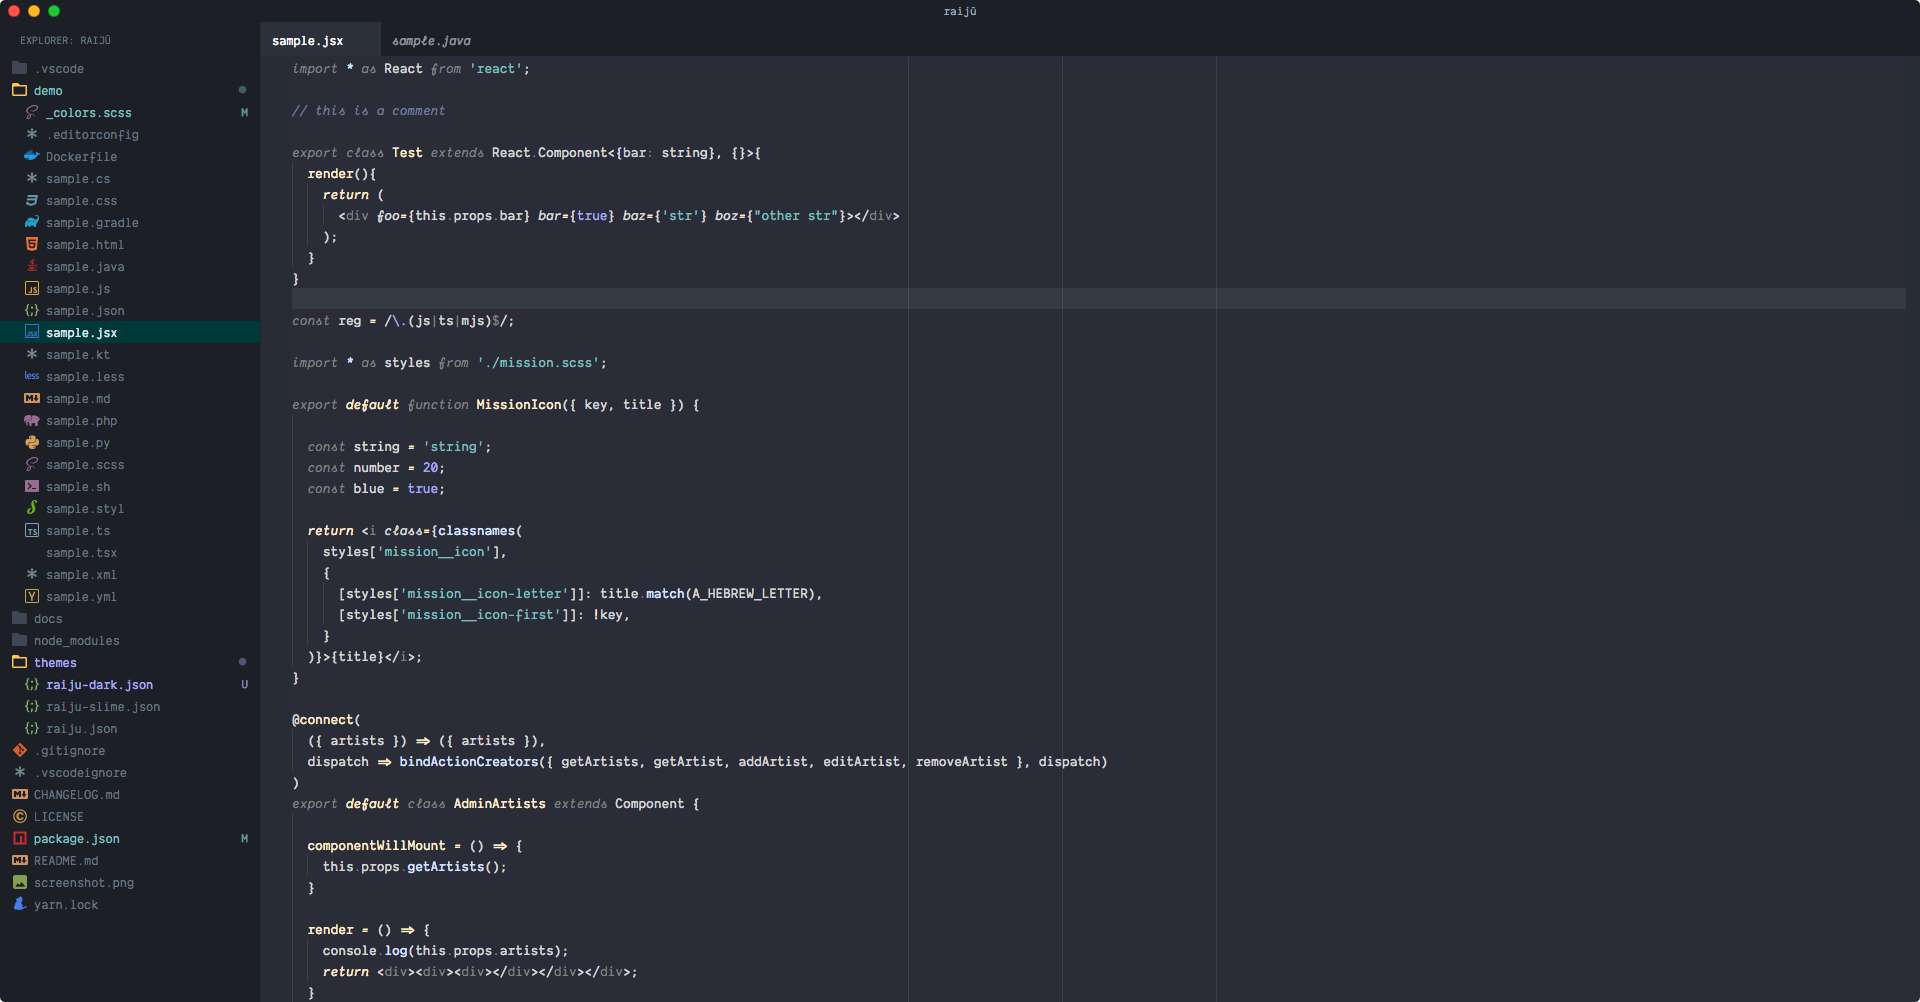 raijū
EXPLORER: RAIJŪ
.vscode
demo
_colors.scss M
.editorconfig
Dockerfile
sample.cs
sample.css
sample.gradle
sample.html
sample.java
JS sample.js
sample.json
JSX sample.jsx
sample.kt
less sample.less
sample.md
sample.php
sample.py
sample.scss
sample.sh
sample.styl
TS sample.ts
sample.tsx
sample.xml
Y sample.yml
docs
node_modules
themes
raiju-dark.json U
raiju-slime.json
raiju.json
.gitignore
.vscodeignore
CHANGELOG.md
LICENSE
package.json M
README.md
screenshot.png
yarn.lock
sample.jsx sample.java
import * as React from 'react';
// this is a comment
export class Test extends React.Component<{bar: string}, {}>{
render(){
return (
<div foo={this.props.bar} bar={true} baz={'str'} boz={"other str"}></div>
);
}
}
const reg = /\.(js|ts|mjs)$/;
import * as styles from './mission.scss';
export default function MissionIcon({ key, title }) {
const string = 'string';
const number = 20;
const blue = true;
return <i class={classnames(
styles['mission__icon'],
{
[styles['mission__icon-letter']]: title.match(A_HEBREW_LETTER),
[styles['mission__icon-first']]: !key,
}
)}>{title}</i>;
}
@connect(
({ artists }) => ({ artists }),
dispatch => bindActionCreators({ getArtists, getArtist, addArtist, editArtist, removeArtist }, dispatch)
)
export default class AdminArtists extends Component {
componentWillMount = () => {
this.props.getArtists();
}
render = () => {
console.log(this.props.artists);
return <div><div><div></div></div></div>;
}